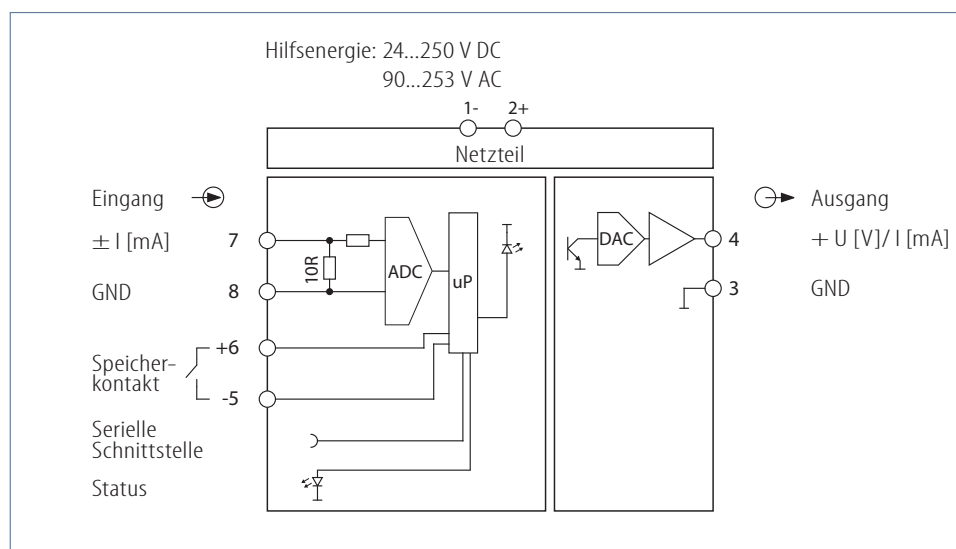 Hilfsenergie: 24...250 V DC
90...253 V AC
1- 2+
Netzteil
Eingang
Ausgang
± I [mA] 7
10R
ADC
uP
DAC
4 + U [V]/ I [mA]
GND 8
3 GND
Speicher-
kontakt
+6
-5
Serielle
Schnittstelle
Status